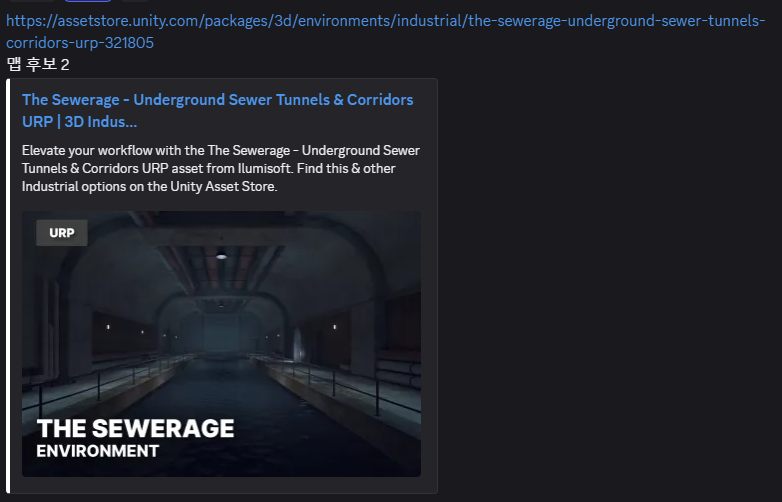 https://assetstore.unity.com/packages/3d/environments/industrial/the-sewerage-underground-sewer-tunnels-
corridors-urp-321805
맵 후보 2
The Sewerage - Underground Sewer Tunnels & Corridors
URP | 3D Indus...
Elevate your workflow with the The Sewerage - Underground Sewer
Tunnels & Corridors URP asset from Ilumisoft. Find this & other
Industrial options on the Unity Asset Store.
URP
THE SEWERAGE
ENVIRONMENT